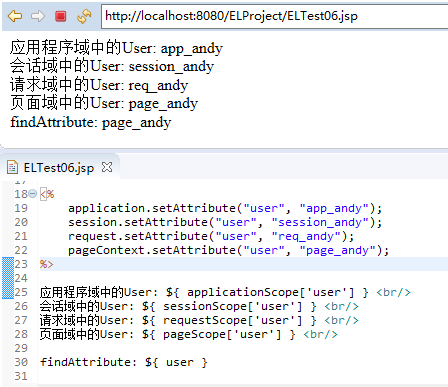 http://localhost:8080/ELProject/ELTest06.jsp
应用程序域中的User: app_andy
会话域中的User: session_andy
请求域中的User: req_andy
页面域中的User: page_andy
findAttribute: page_andy
ELTest06.jsp
18 <%
19 application.setAttribute("user", "app_andy");
20 session.setAttribute("user", "session_andy");
21 request.setAttribute("user", "req_andy");
22 pageContext.setAttribute("user", "page_andy");
23 %>
24
25 应用程序域中的User: ${ applicationScope['user'] } <br/>
26 会话域中的User: ${ sessionScope['user'] } <br/>
27 请求域中的User: ${ requestScope['user'] } <br/>
28 页面域中的User: ${ pageScope['user'] } <br/>
29
30 findAttribute: ${ user }
31